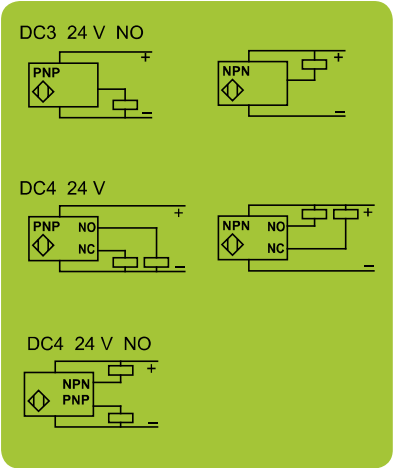 DC3 24 V NO
PNP + −
NPN + −
DC4 24 V
PNP NO NC + −
NPN NO NC + −
DC4 24 V NO
NPN +
PNP −